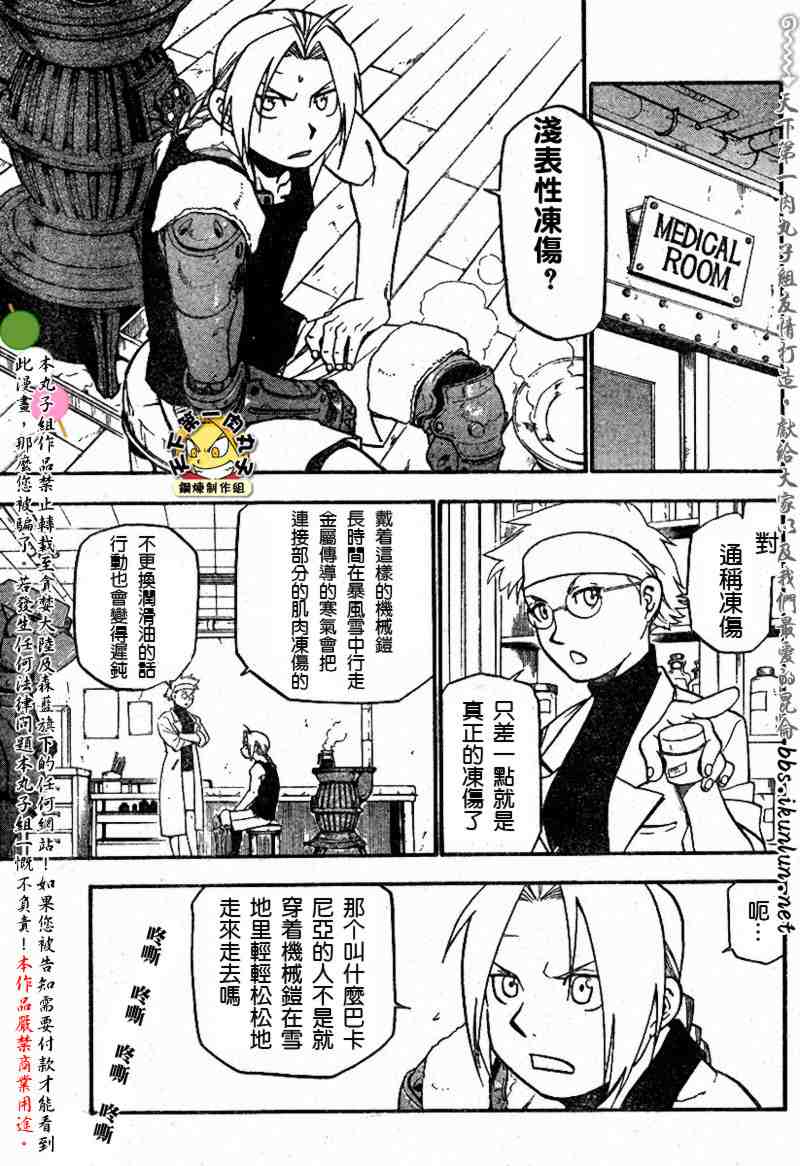 淺表性凍傷？
MEDICAL
ROOM
對
通稱凍傷
只差一點就是
真正的凍傷了
戴着這樣的機械鎧
長時間在暴風雪中行走
金屬傳導的寒氣會把
連接部分的肌肉凍傷的
不更換潤滑油的話
行動也會變得遲鈍
呃…
那个叫什麼巴卡
尼亞的人不是就
穿着機械鎧在雪
地里輕輕松松地
走來走去嗎
嘶咚
嘶咚
嘶咚
嘶咚
天下第一肉丸子
鋼煉制作組
天下第一肉丸子組友情打造，獻給大家以及我們最愛的昆侖
bbs.ikunlun.net
本丸子組作品禁止轉載至貪婪大陸及森藍旗下的任何網站！如果您被告知需要付款才能看到
此漫畫，那麼您被騙了。若發生任何法律問題本丸子組一慨不負責！本作品嚴禁商業用途。